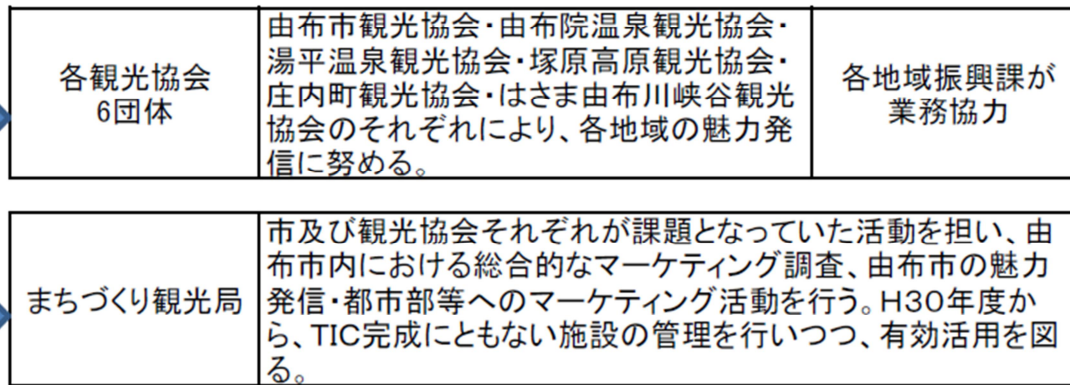 各観光協会
6団体
由布市観光協会・由布院温泉観光協会・
湯平温泉観光協会・塚原高原観光協会・
庄内町観光協会・はさま由布川峡谷観光
協会のそれぞれにより、各地域の魅力発
信に努める。
各地域振興課が
業務協力
まちづくり観光局
市及び観光協会それぞれが課題となっていた活動を担い、由
布市内における総合的なマーケティング調査、由布市の魅力
発信・都市部等へのマーケティング活動を行う。H30年度か
ら、TIC完成にともない施設の管理を行いつつ、有効活用を図
る。